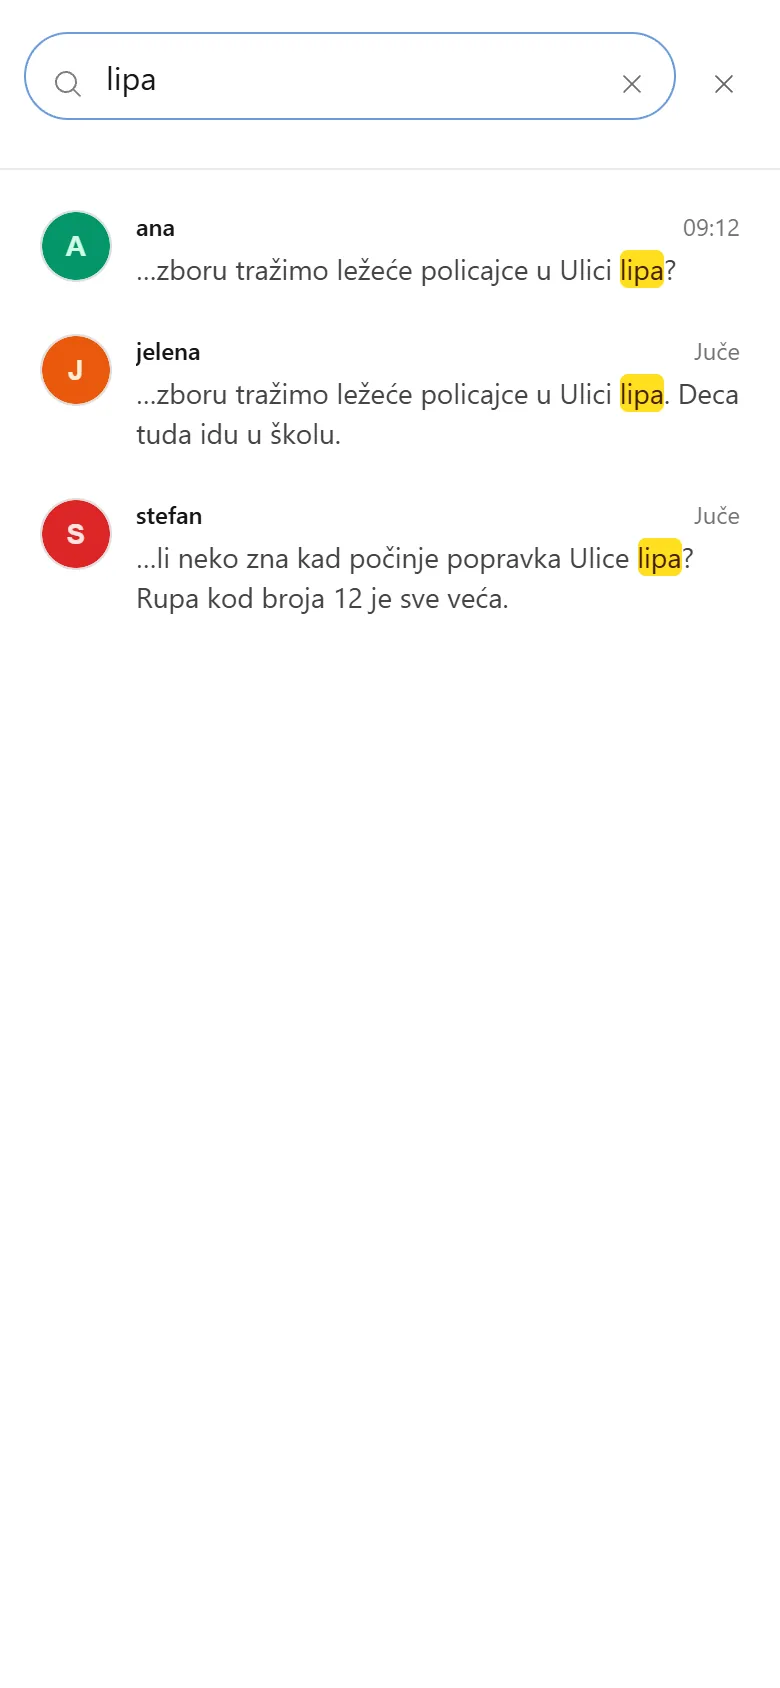 lipa
A
ana
09:12
...zboru tražimo ležeće policajce u Ulici lipa?
J
jelena
Juče
...zboru tražimo ležeće policajce u Ulici lipa. Deca
tuda idu u školu.
S
stefan
Juče
...li neko zna kad počinje popravka Ulice lipa?
Rupa kod broja 12 je sve veća.